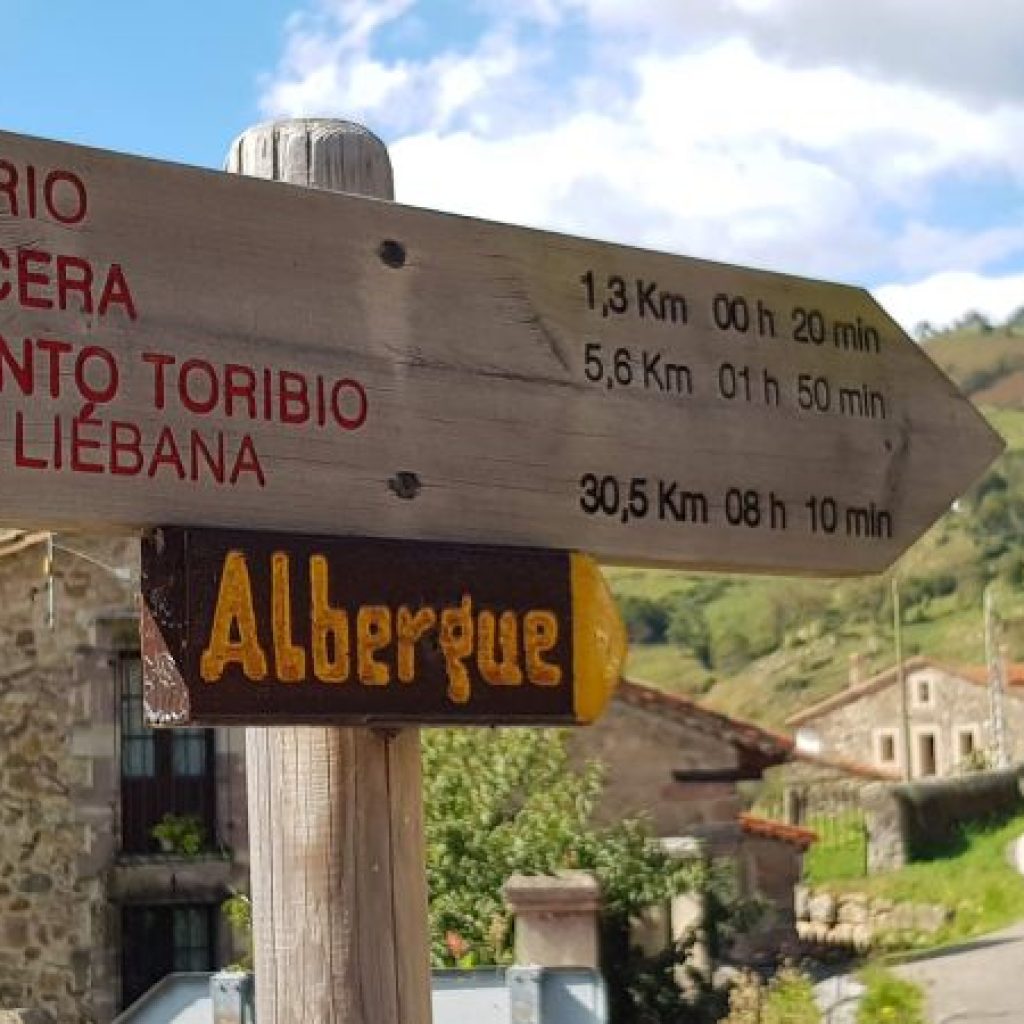 RIO 1,3 Km 00 h 20 min
CERA 5,6 Km 01 h 50 min
NTO TORIBIO
LIÉBANA 30,5 Km 08 h 10 min
Albergue